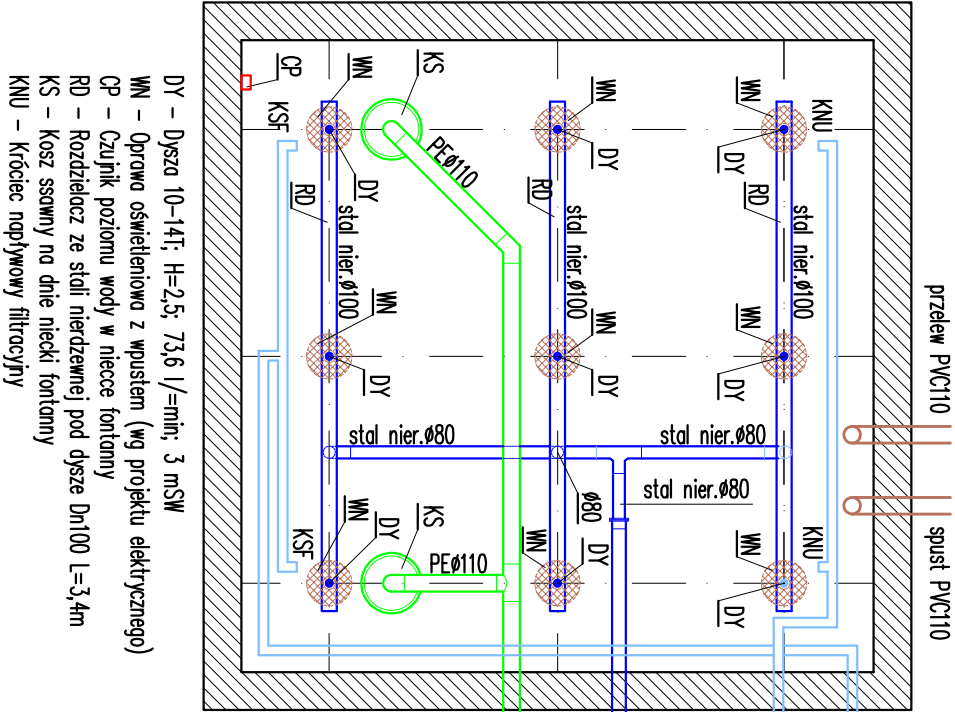 przelew PVC110
spust PVC110
KNU
WN
DY
RD
stal nier.Ø100
WN
DY
WN
DY
KNU
stal nier.Ø80
stal nier.Ø80
WN
DY
RD
stal nier.Ø100
WN
DY
Ø80
WN
DY
KS
PEØ110
KS
PEØ110
stal nier.Ø80
WN
DY
RD
stal nier.Ø100
WN
DY
WN
DY
KSF
KSF
CP
DY – Dysza 10–14T; H=2,5; 73,6 l/=min; 3 mSW
WN – Oprawa oświetleniowa z wpustem (wg projektu elektrycznego)
CP – Czujnik poziomu wody w niecce fontanny
RD – Rozdzielacz ze stali nierdzewnej pod dysze Dn100 L=3,4m
KS – Kosz ssawny na dnie niecki fontanny
KNU – Króciec napływowy filtracyjny